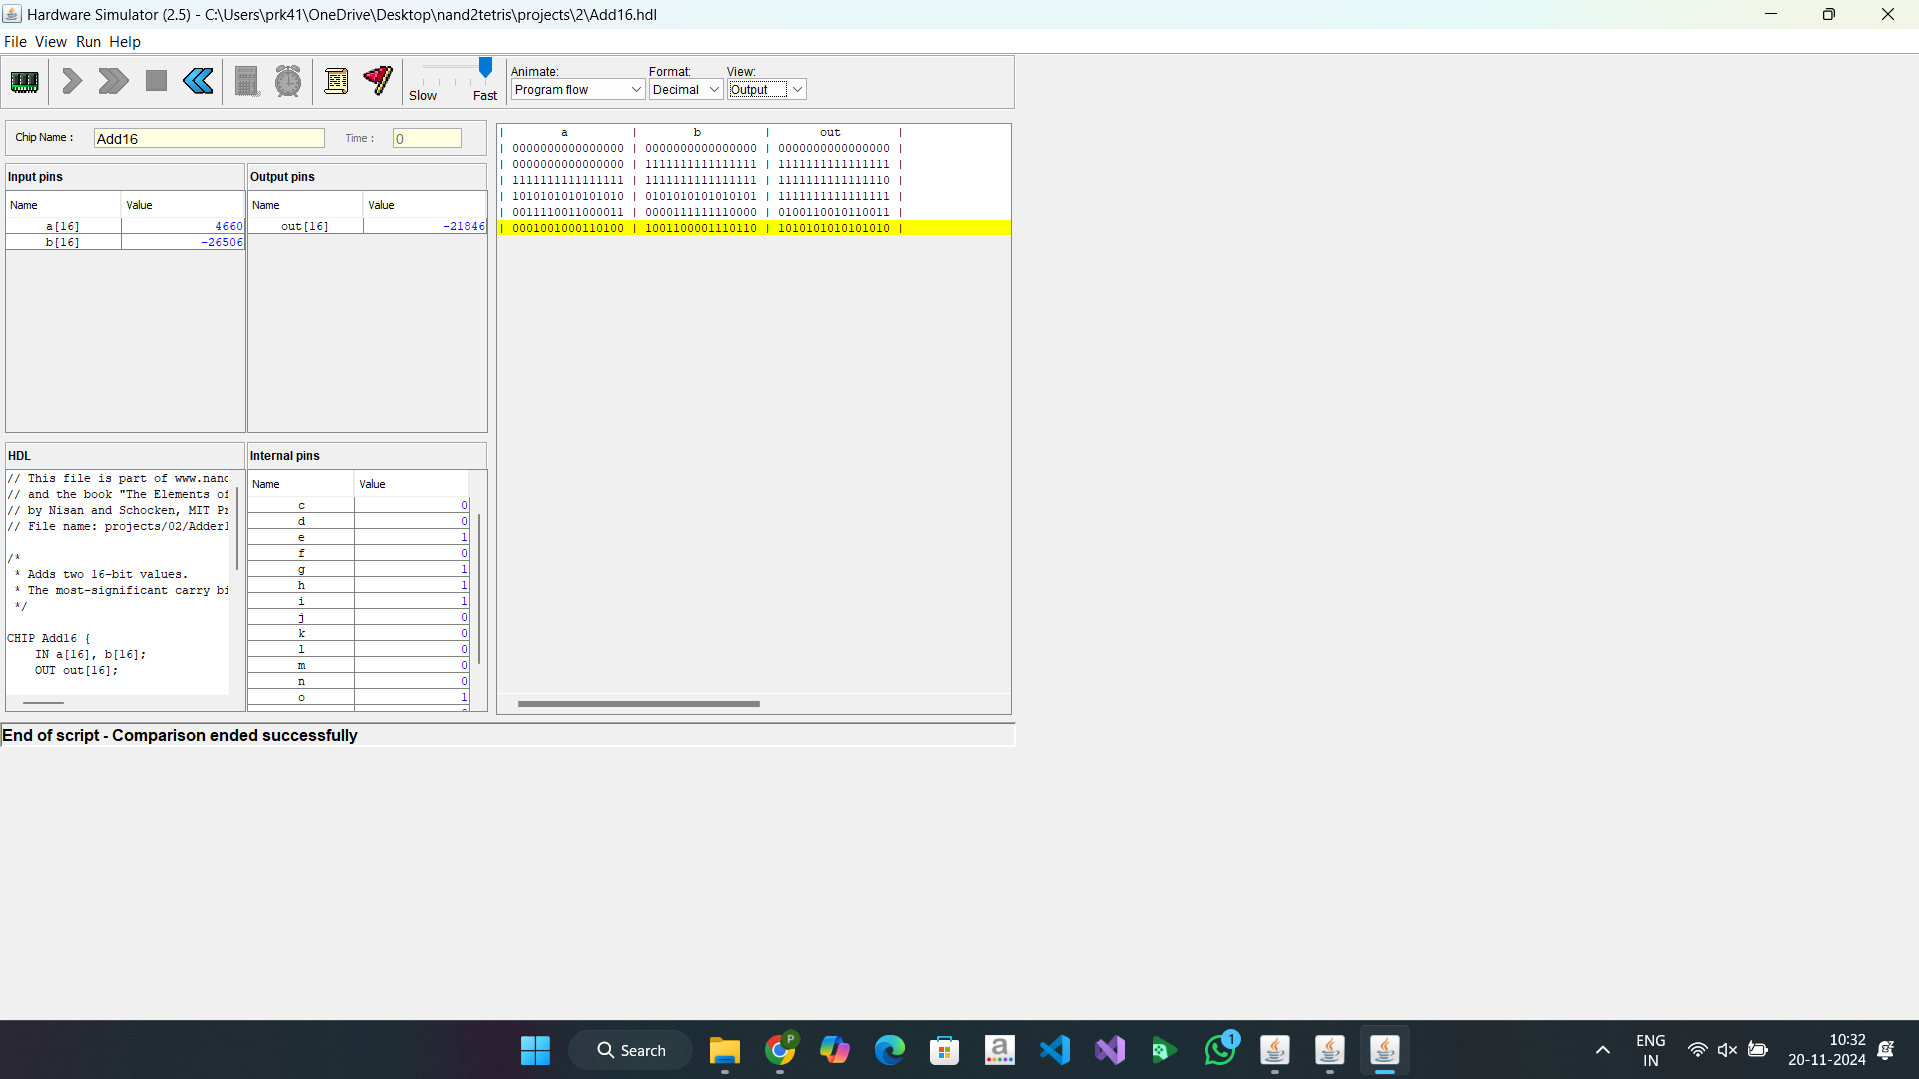 Hardware Simulator (2.5) - C:\Users\prk41\OneDrive\Desktop\nand2tetris\projects\2\Add16.hdl
File View Run Help
Slow Fast
Animate: Format: View:
Program flow Decimal Output
Chip Name : Add16 Time : 0
Input pins
Name Value
a[16] 4660
b[16] -26506
Output pins
Name Value
out[16] -21846
| a | b | out |
| 0000000000000000 | 0000000000000000 | 0000000000000000 |
| 0000000000000000 | 1111111111111111 | 1111111111111111 |
| 1111111111111111 | 1111111111111111 | 1111111111111110 |
| 1010101010101010 | 0101010101010101 | 1111111111111111 |
| 0011110011000011 | 0000111111110000 | 0100110010110011 |
| 0001001000110100 | 1001100001110110 | 1010101010101010 |
HDL
// This file is part of www.nand
// and the book "The Elements of
// by Nisan and Schocken, MIT Pr
// File name: projects/02/Adder1
/*
* Adds two 16-bit values.
* The most-significant carry bi
*/
CHIP Add16 {
IN a[16], b[16];
OUT out[16];
Internal pins
Name Value
c 0
d 0
e 1
f 0
g 1
h 1
i 1
j 0
k 0
l 0
m 0
n 0
o 1
End of script - Comparison ended successfully
Search
P
a
1
ENG
IN
10:32
20-11-2024